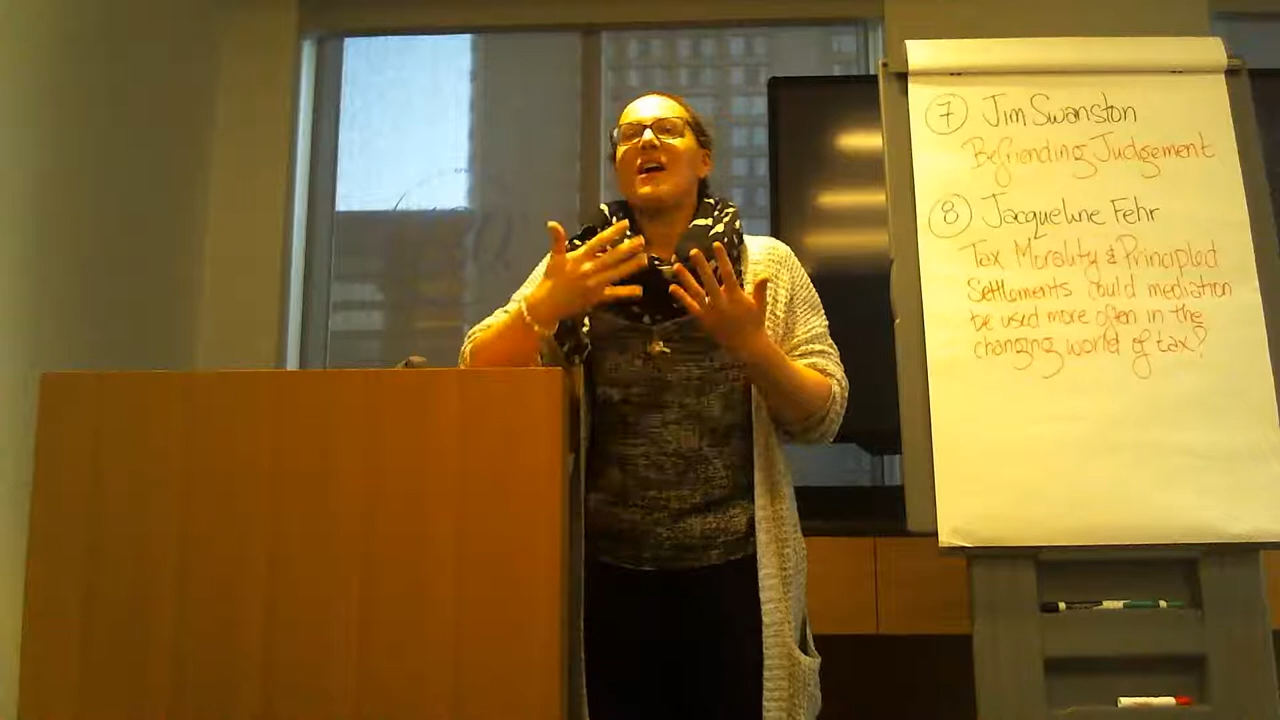 7 Jim Swanston
Befriending Judgement
8 Jacqueline Fehr
Tax Morality & Principled
Settlements could mediation
be used more often in the
changing world of tax?